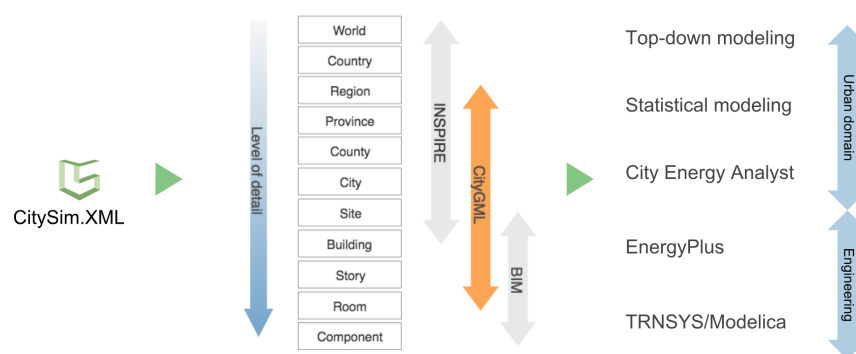 CitySim.XML
Level of detail
World
Country
Region
Province
County
City
Site
Building
Story
Room
Component
INSPIRE
CityGML
BIM
Top-down modeling
Statistical modeling
City Energy Analyst
EnergyPlus
TRNSYS/Modelica
Urban domain
Engineering